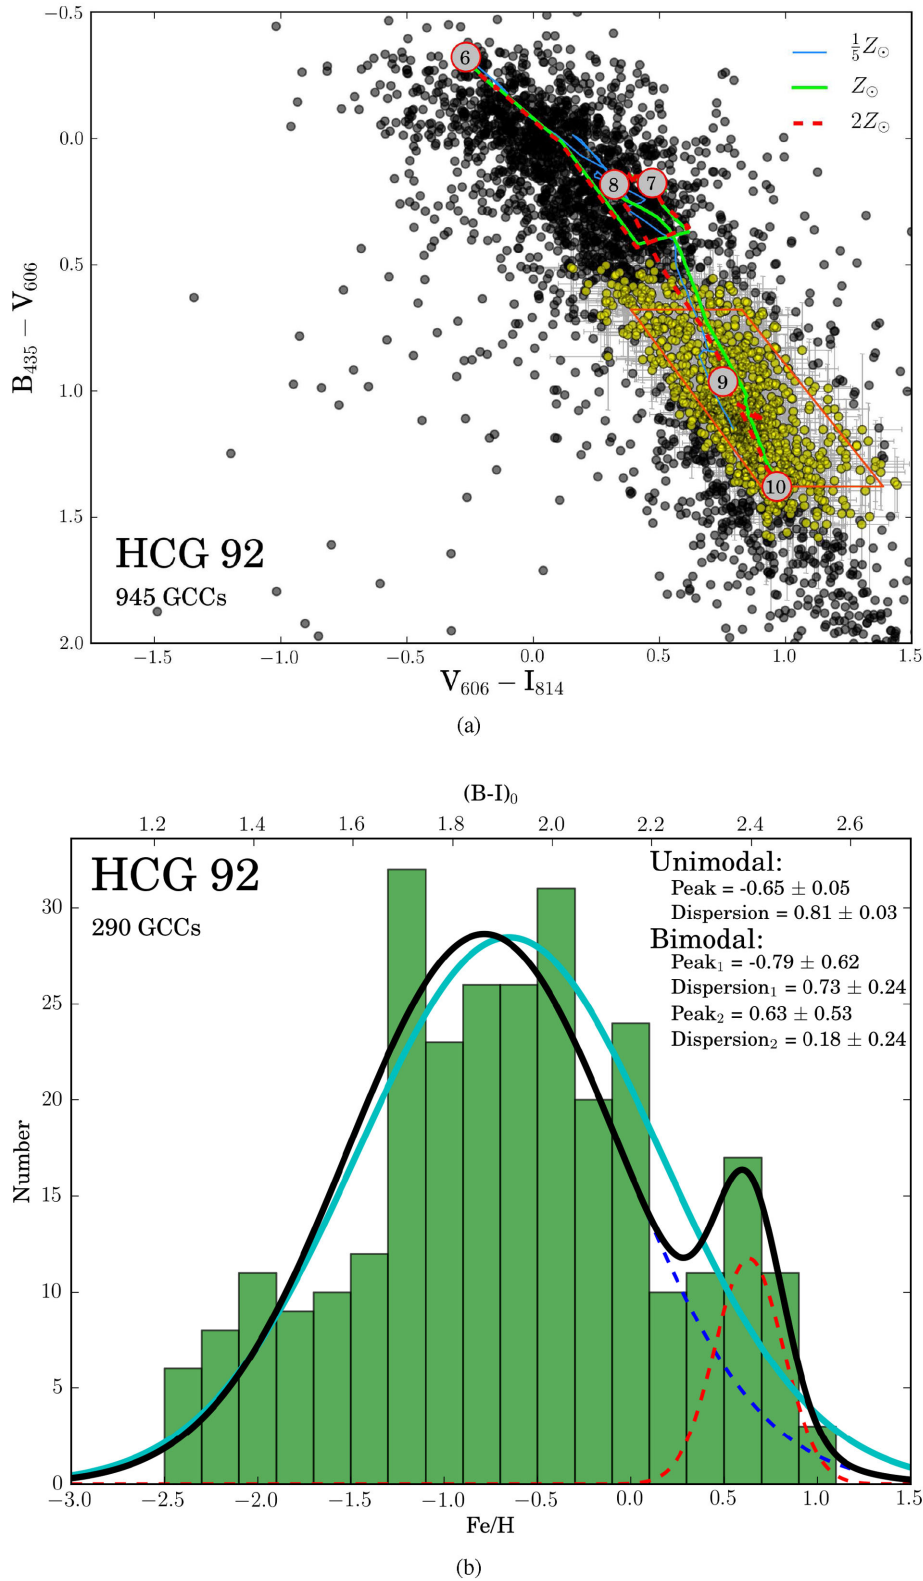 −0.5
0.0
0.5
1.0
1.5
2.0
B₄₃₅ − V₆₀₆
6
8
7
9
10
1/5 Z☉
Z☉
2Z☉
HCG 92
945 GCCs
−1.5 −1.0 −0.5 0.0 0.5 1.0 1.5
V₆₀₆ − I₈₁₄
(a)
(B-I)₀
1.2 1.4 1.6 1.8 2.0 2.2 2.4 2.6
HCG 92
290 GCCs
Unimodal:
Peak = -0.65 ± 0.05
Dispersion = 0.81 ± 0.03
Bimodal:
Peak₁ = -0.79 ± 0.62
Dispersion₁ = 0.73 ± 0.24
Peak₂ = 0.63 ± 0.53
Dispersion₂ = 0.18 ± 0.24
30
25
20
15
10
5
0
Number
−3.0 −2.5 −2.0 −1.5 −1.0 −0.5 0.0 0.5 1.0 1.5
Fe/H
(b)